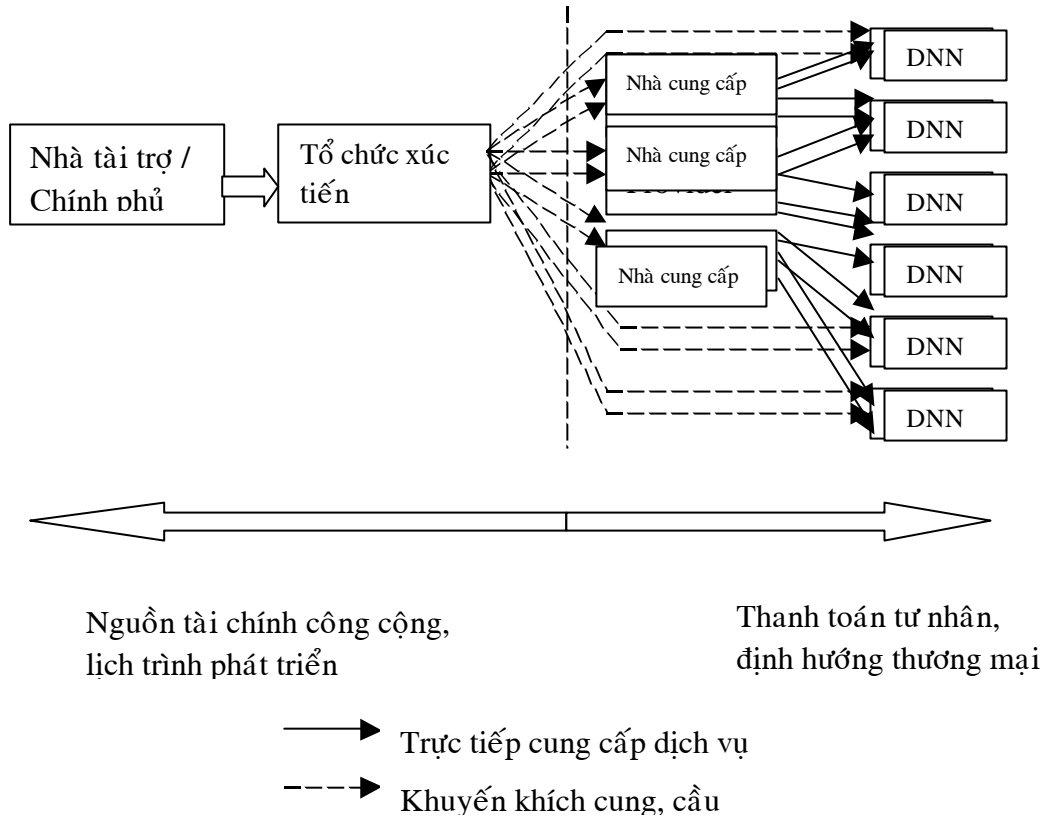 Nhà tài trợ /
Chính phủ
Tổ chức xúc
tiến
Nhà cung cấp
Nhà cung cấp
Nhà cung cấp
DNN
DNN
DNN
DNN
DNN
DNN
Nguồn tài chính công cộng,
lịch trình phát triển
Thanh toán tư nhân,
định hướng thương mại
Trực tiếp cung cấp dịch vụ
Khuyến khích cung, cầu